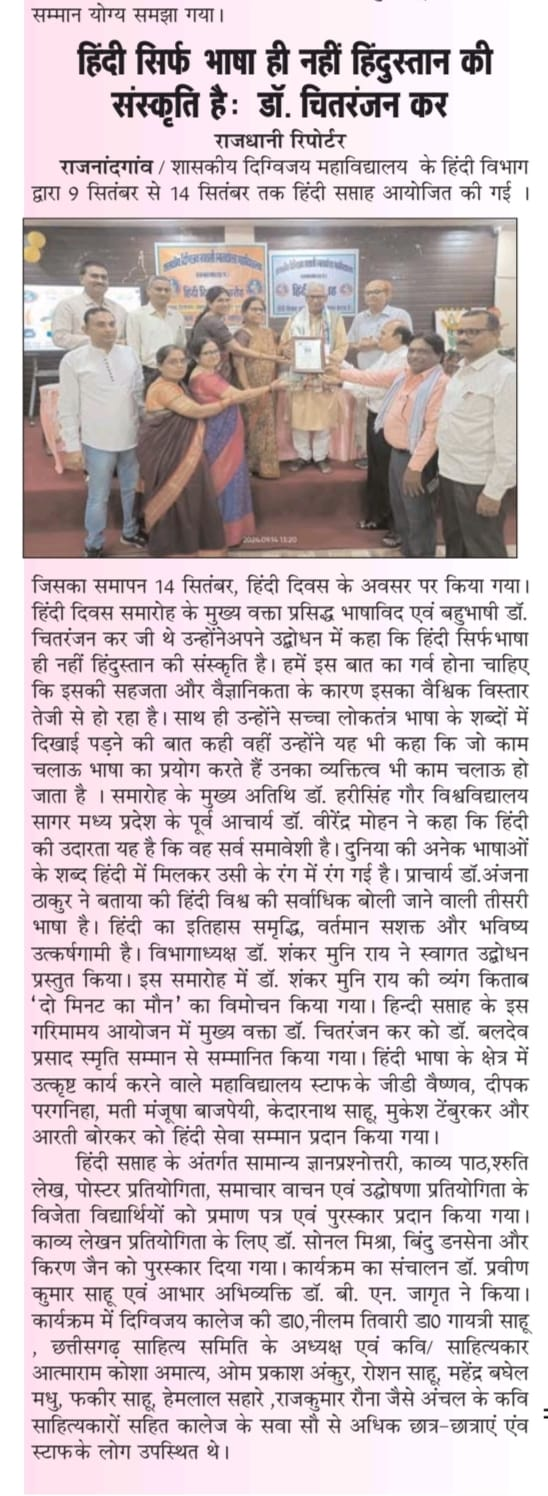 सम्मान योग्य समझा गया।
हिंदी सिर्फ भाषा ही नहीं हिंदुस्तान की
संस्कृति है: डॉ. चितरंजन कर
राजधानी रिपोर्टर
राजनांदगांव / शासकीय दिग्विजय महाविद्यालय के हिंदी विभाग
द्वारा 9 सितंबर से 14 सितंबर तक हिंदी सप्ताह आयोजित की गई ।
2024.09.14 13:20
जिसका समापन 14 सितंबर, हिंदी दिवस के अवसर पर किया गया।
हिंदी दिवस समारोह के मुख्य वक्ता प्रसिद्ध भाषाविद एवं बहुभाषी डॉ.
चितरंजन कर जी थे उन्होंनेअपने उद्बोधन में कहा कि हिंदी सिर्फ भाषा
ही नहीं हिंदुस्तान की संस्कृति है। हमें इस बात का गर्व होना चाहिए
कि इसकी सहजता और वैज्ञानिकता के कारण इसका वैश्विक विस्तार
तेजी से हो रहा है। साथ ही उन्होंने सच्चा लोकतंत्र भाषा के शब्दों में
दिखाई पड़ने की बात कही वहीं उन्होंने यह भी कहा कि जो काम
चलाऊ भाषा का प्रयोग करते हैं उनका व्यक्तित्व भी काम चलाऊ हो
जाता है । समारोह के मुख्य अतिथि डॉ. हरीसिंह गौर विश्वविद्यालय
सागर मध्य प्रदेश के पूर्व आचार्य डॉ. वीरेंद्र मोहन ने कहा कि हिंदी
की उदारता यह है कि वह सर्व समावेशी है। दुनिया की अनेक भाषाओं
के शब्द हिंदी में मिलकर उसी के रंग में रंग गई है। प्राचार्य डॉ.अंजना
ठाकुर ने बताया की हिंदी विश्व की सर्वाधिक बोली जाने वाली तीसरी
भाषा है। हिंदी का इतिहास समृद्धि, वर्तमान सशक्त और भविष्य
उत्कर्षगामी है। विभागाध्यक्ष डॉ. शंकर मुनि राय ने स्वागत उद्बोधन
प्रस्तुत किया। इस समारोह में डॉ. शंकर मुनि राय की व्यंग किताब
'दो मिनट का मौन' का विमोचन किया गया। हिन्दी सप्ताह के इस
गरिमामय आयोजन में मुख्य वक्ता डॉ. चितरंजन कर को डॉ. बलदेव
प्रसाद स्मृति सम्मान से सम्मानित किया गया। हिंदी भाषा के क्षेत्र में
उत्कृष्ट कार्य करने वाले महाविद्यालय स्टाफ के जीडी वैष्णव, दीपक
परगनिहा, मती मंजूषा बाजपेयी, केदारनाथ साहू, मुकेश टेंबुरकर और
आरती बोरकर को हिंदी सेवा सम्मान प्रदान किया गया।
हिंदी सप्ताह के अंतर्गत सामान्य ज्ञानप्रश्नोत्तरी, काव्य पाठ,श्रुति
लेख, पोस्टर प्रतियोगिता, समाचार वाचन एवं उद्घोषणा प्रतियोगिता के
विजेता विद्यार्थियों को प्रमाण पत्र एवं पुरस्कार प्रदान किया गया।
काव्य लेखन प्रतियोगिता के लिए डॉ. सोनल मिश्रा, बिंदु डनसेना और
किरण जैन को पुरस्कार दिया गया। कार्यक्रम का संचालन डॉ. प्रवीण
कुमार साहू एवं आभार अभिव्यक्ति डॉ. बी. एन. जागृत ने किया।
कार्यक्रम में दिग्विजय कालेज की डा0,नीलम तिवारी डा0 गायत्री साहू
, छत्तीसगढ़ साहित्य समिति के अध्यक्ष एवं कवि/ साहित्यकार
आत्माराम कोशा अमात्य, ओम प्रकाश अंकुर, रोशन साहू, महेंद्र बघेल
मधु, फकीर साहू, हेमलाल सहारे ,राजकुमार रौना जैसे अंचल के कवि
साहित्यकारों सहित कालेज के सवा सौ से अधिक छात्र-छात्राएं एंव
स्टाफ के लोग उपस्थित थे।